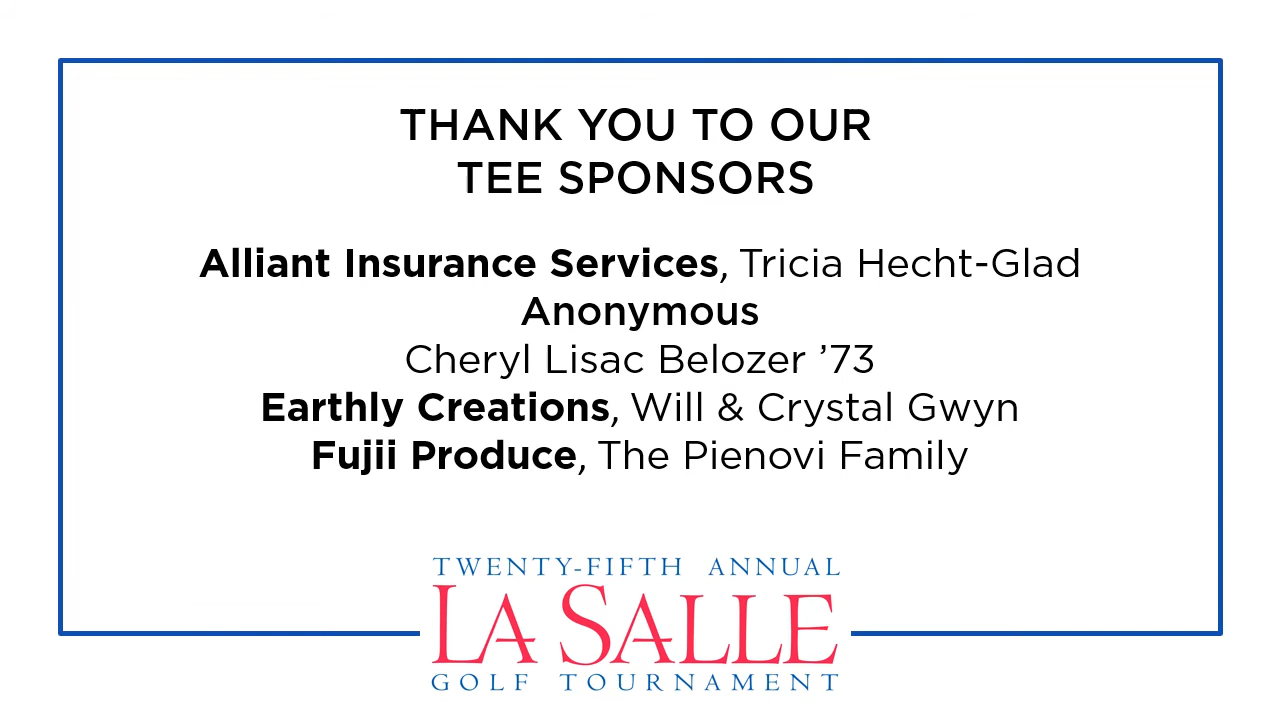 THANK YOU TO OUR
TEE SPONSORS
Alliant Insurance Services, Tricia Hecht-Glad
Anonymous
Cheryl Lisac Belozer ’73
Earthly Creations, Will & Crystal Gwyn
Fujii Produce, The Pienovi Family
TWENTY-FIFTH ANNUAL
LA SALLE
GOLF TOURNAMENT